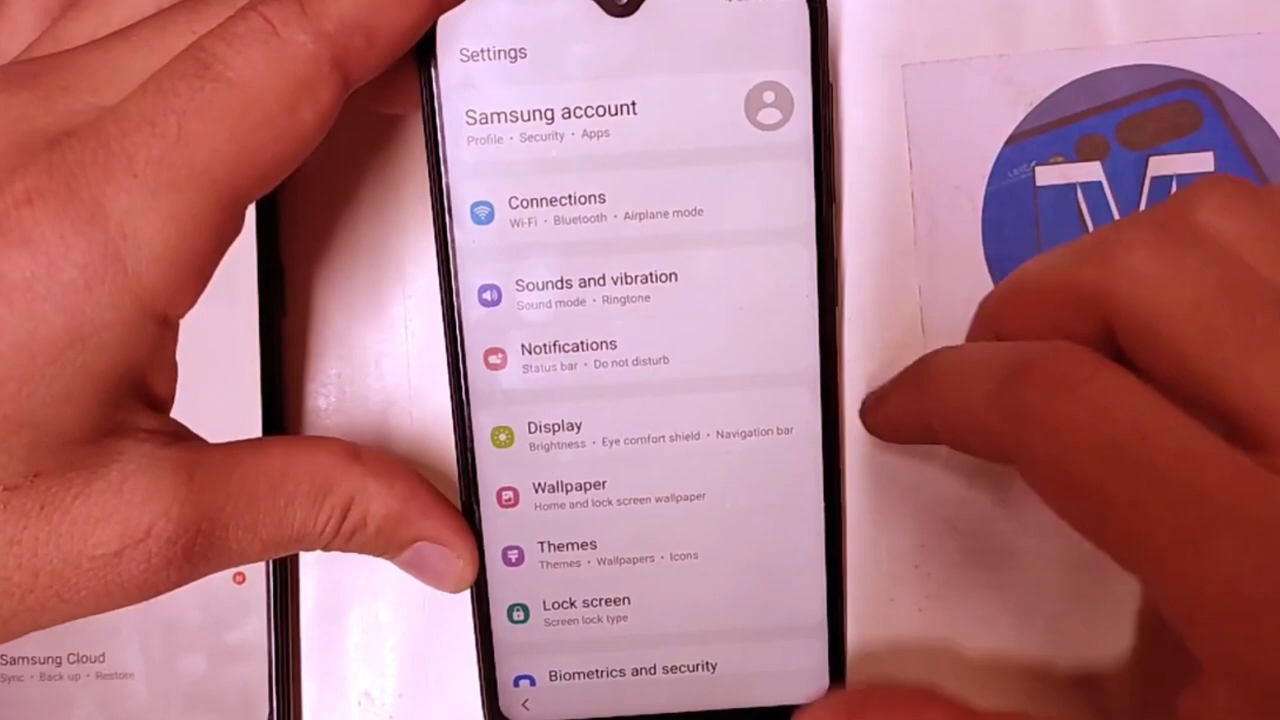 Settings
Samsung account
Profile • Security • Apps
Connections
Wi-Fi • Bluetooth • Airplane mode
Sounds and vibration
Sound mode • Ringtone
Notifications
Status bar • Do not disturb
Display
Brightness • Eye comfort shield • Navigation bar
Wallpaper
Home and lock screen wallpaper
Themes
Themes • Wallpapers • Icons
Lock screen
Screen lock type
Biometrics and security
Samsung Cloud
Sync • Back up • Restore